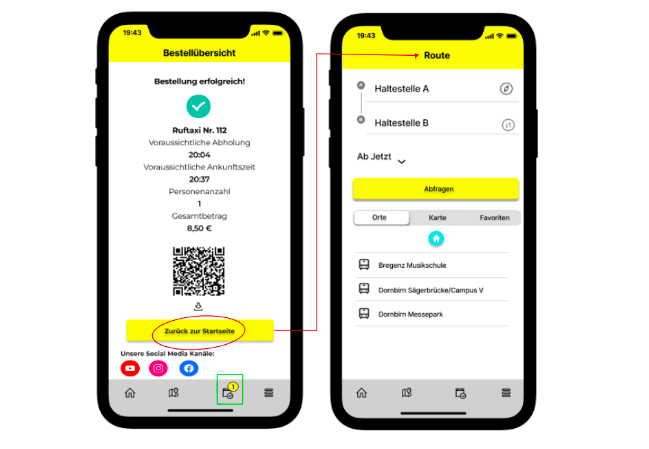 19:43
Bestellübersicht
Bestellung erfolgreich!
Ruftaxi Nr. 112
Voraussichtliche Abholung
20:04
Voraussichtliche Ankunftszeit
20:37
Personenanzahl
1
Gesamtbetrag
8,50 €
Zurück zur Startseite
Unsere Social Media Kanäle:
1
19:43
Route
A
Haltestelle A
B
Haltestelle B
Ab Jetzt
Abfragen
Orte Karte Favoriten
Bregenz Musikschule
Dornbirn Sägerbrücke/Campus V
Dornbirn Messepark